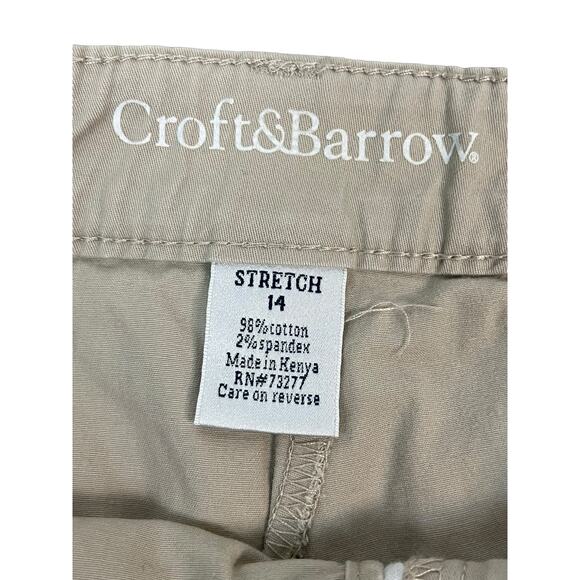 Croft&Barrow®
STRETCH
14
98% cotton
2% spandex
Made in Kenya
RN#73277
Care on reverse